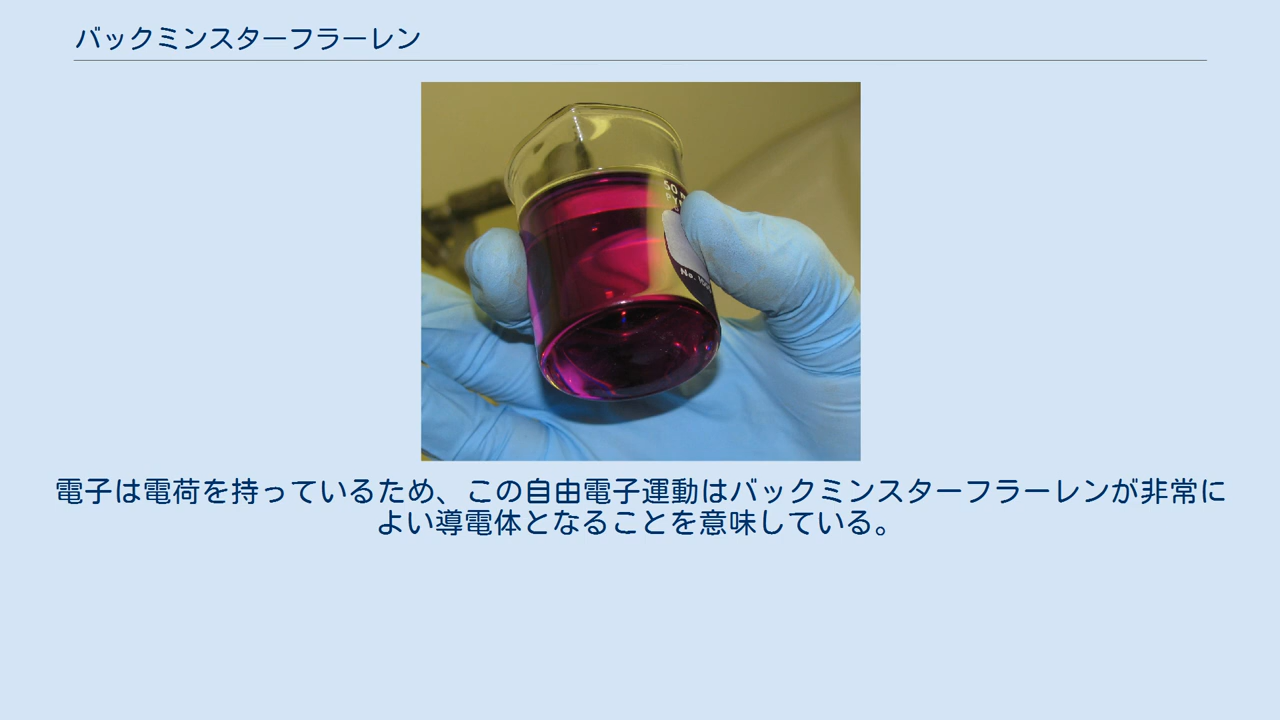 バックミンスターフラーレン
50 m
No. 1000
電子は電荷を持っているため、この自由電子運動はバックミンスターフラーレンが非常に
よい導電体となることを意味している。